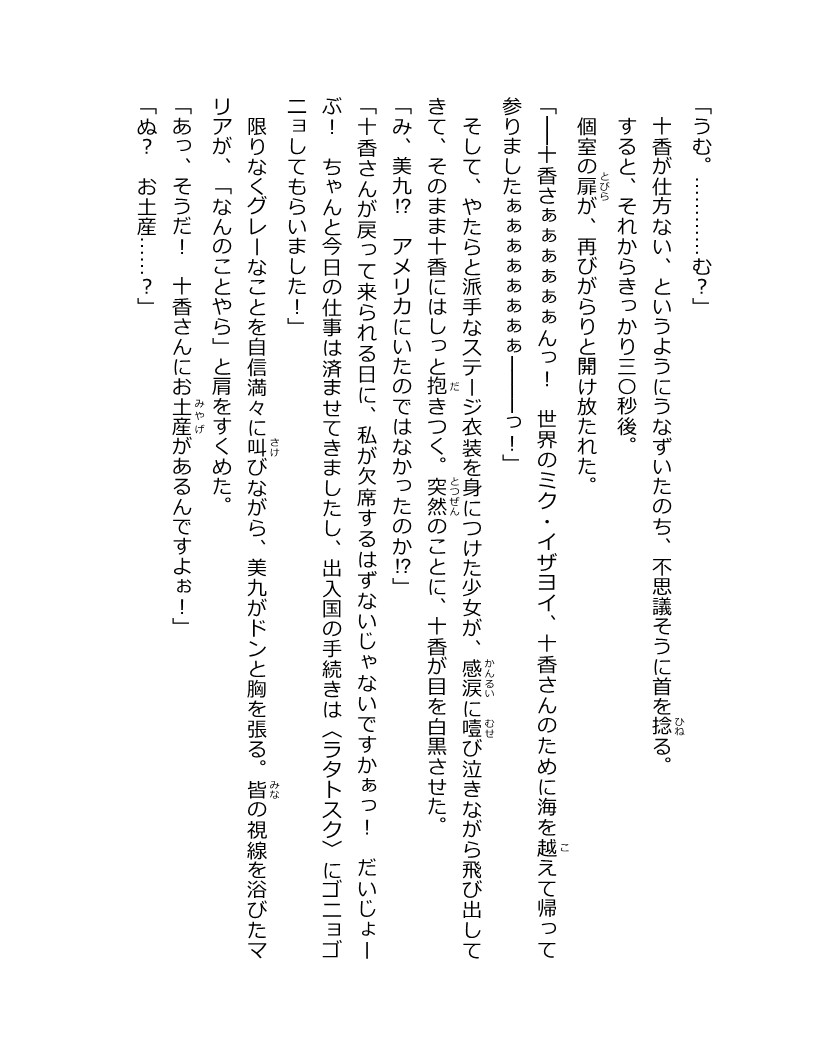 「うむ。…………む？」
　十香が仕方ない、というようにうなずいたのち、不思議そうに首を捻る。
　すると、それからきっかり三〇秒後。
　個室の扉が、再びがらりと開け放たれた。
「――十香さぁぁぁぁぁんっ！　世界のミク・イザヨイ、十香さんのために海を越えて帰って
参りましたぁぁぁぁぁぁぁぁ――――っ！」
　そして、やたらと派手なステージ衣装を身につけた少女が、感涙に噎び泣きながら飛び出して
きて、そのまま十香にはしっと抱きつく。突然のことに、十香が目を白黒させた。
「み、美九⁉　アメリカにいたのではなかったのか⁉」
「十香さんが戻って来られる日に、私が欠席するはずないじゃないですかぁっ！　だいじょー
ぶ！　ちゃんと今日の仕事は済ませてきましたし、出入国の手続きは〈ラタトスク〉にゴニョゴ
ニョしてもらいました！」
　限りなくグレーなことを自信満々に叫びながら、美九がドンと胸を張る。皆の視線を浴びたマ
リアが、「なんのことやら」と肩をすくめた。
「あっ、そうだ！　十香さんにお土産があるんですよぉ！」
「ぬ？　お土産……？」